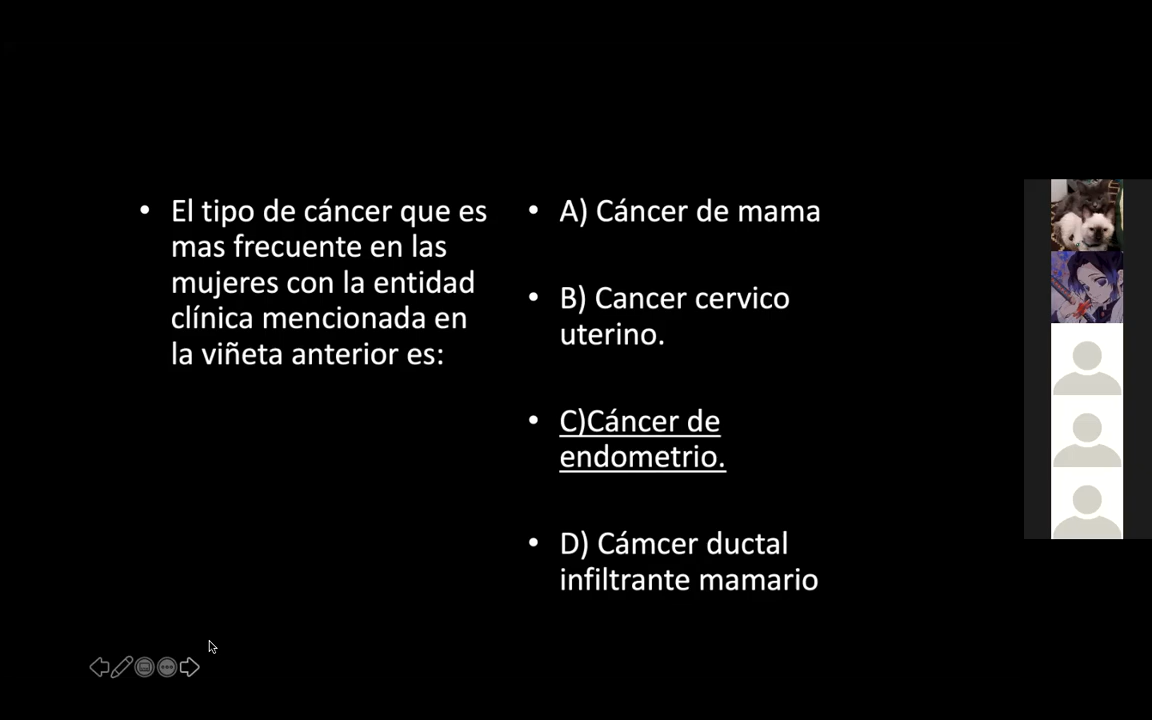 • El tipo de cáncer que es
mas frecuente en las
mujeres con la entidad
clínica mencionada en
la viñeta anterior es:
• A) Cáncer de mama
• B) Cancer cervico
uterino.
• C)Cáncer de
endometrio.
• D) Cámcer ductal
infiltrante mamario